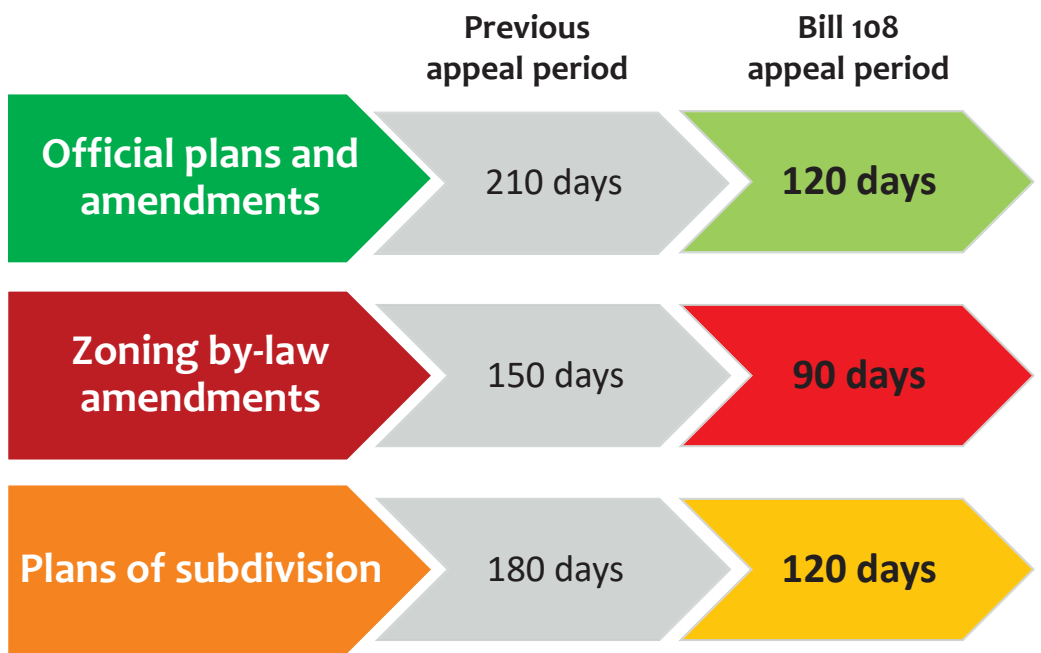 Previous
appeal period
Bill 108
appeal period
Official plans and
amendments
210 days
120 days
Zoning by-law
amendments
150 days
90 days
Plans of subdivision
180 days
120 days